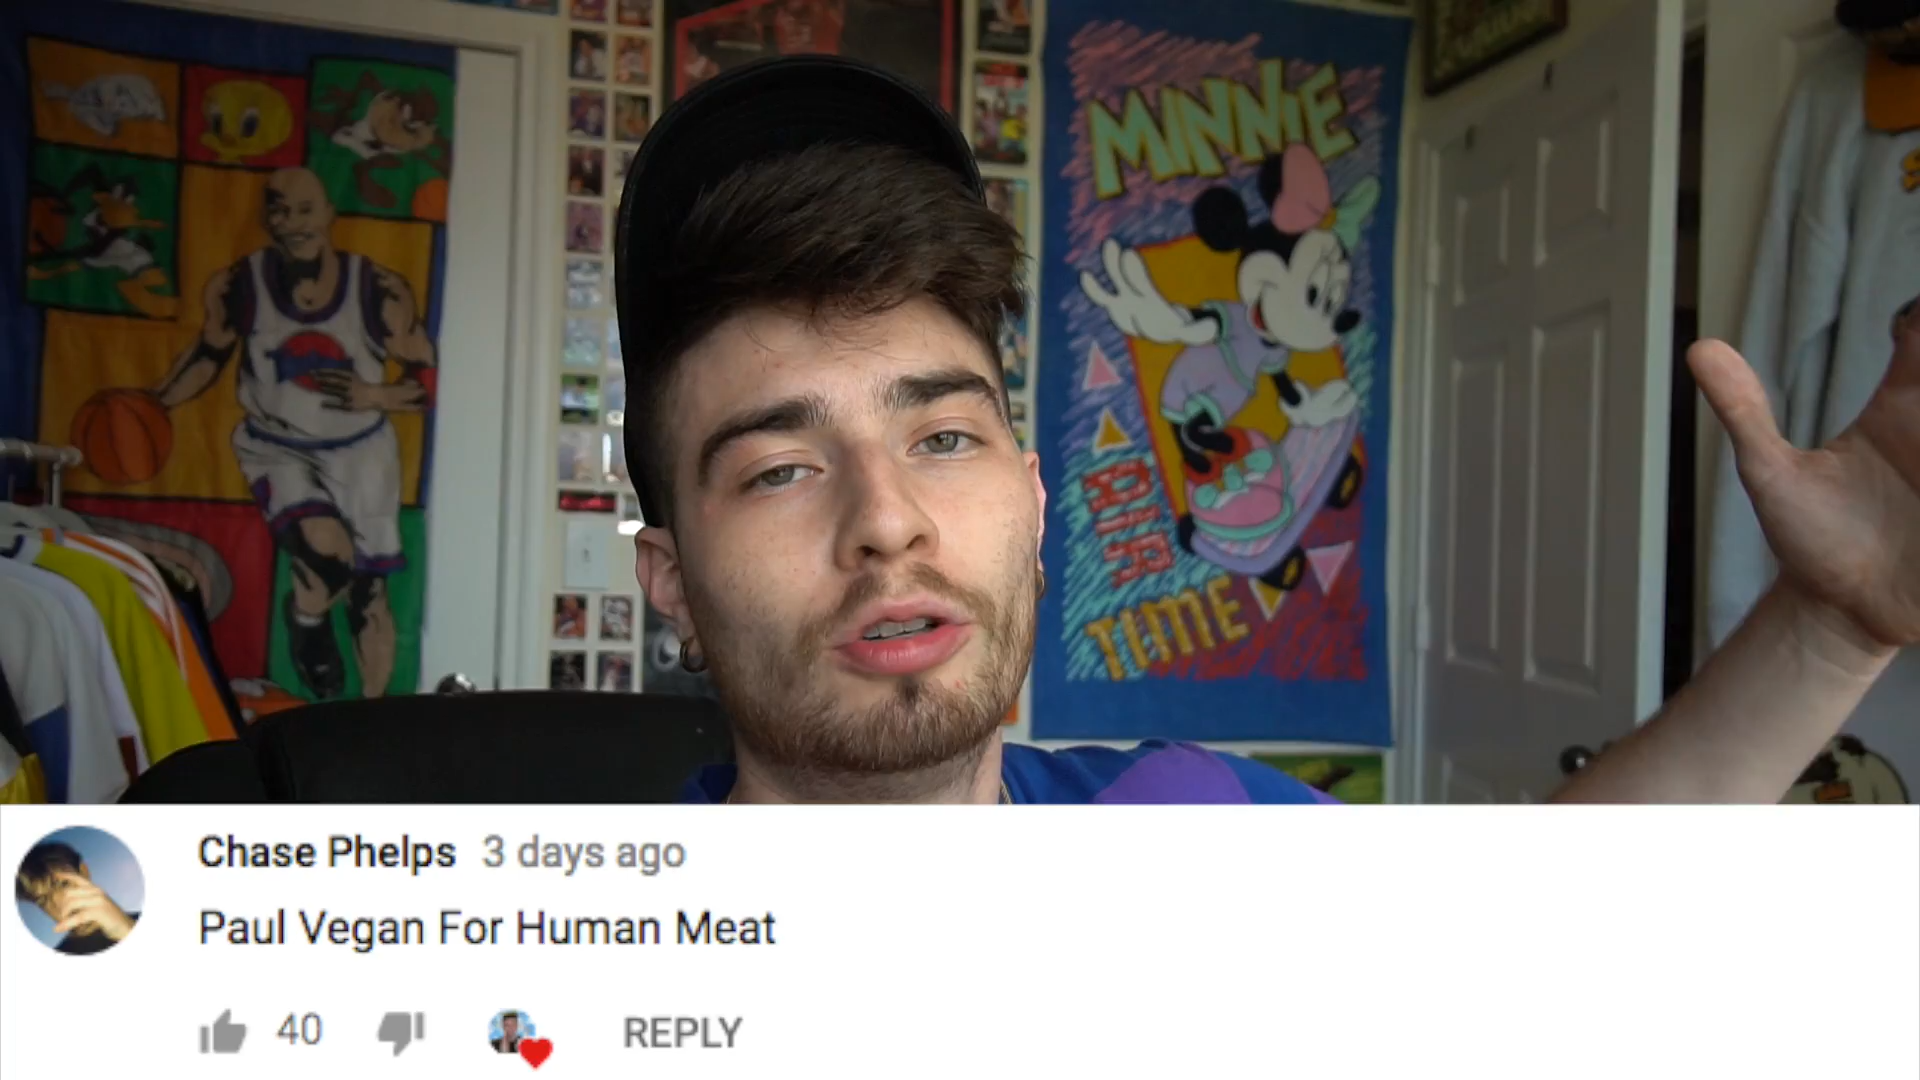 MINNIE
AIR
TIME
Chase Phelps 3 days ago
Paul Vegan For Human Meat
40
REPLY